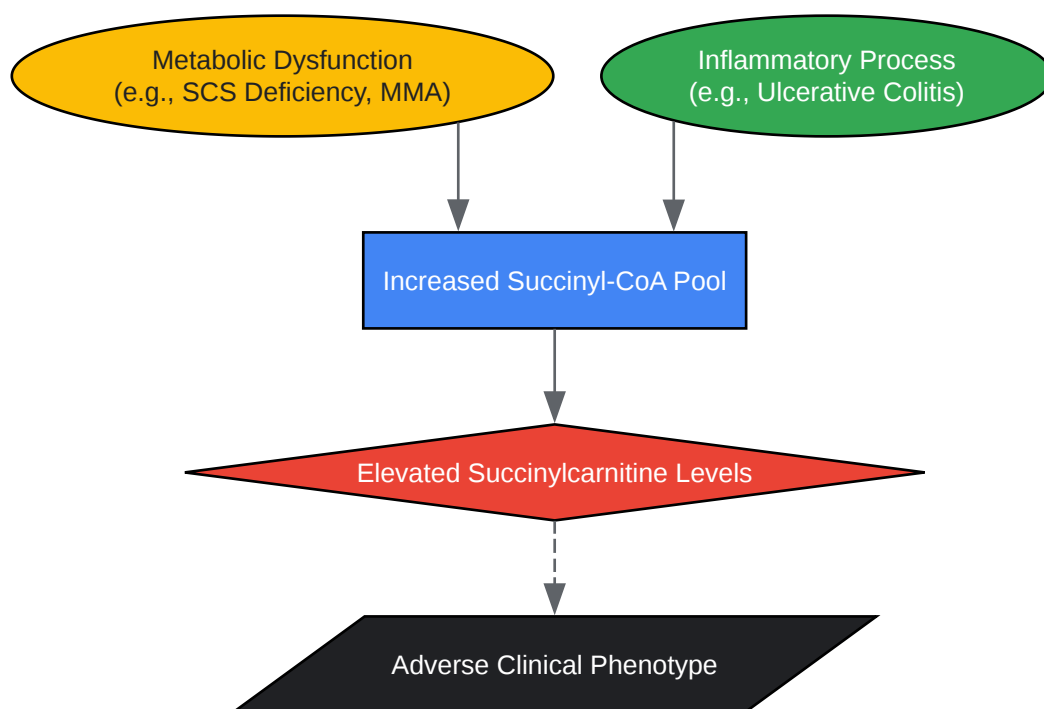 Metabolic Dysfunction
(e.g., SCS Deficiency, MMA)
Inflammatory Process
(e.g., Ulcerative Colitis)
Increased Succinyl-CoA Pool
Elevated Succinylcarnitine Levels
Adverse Clinical Phenotype